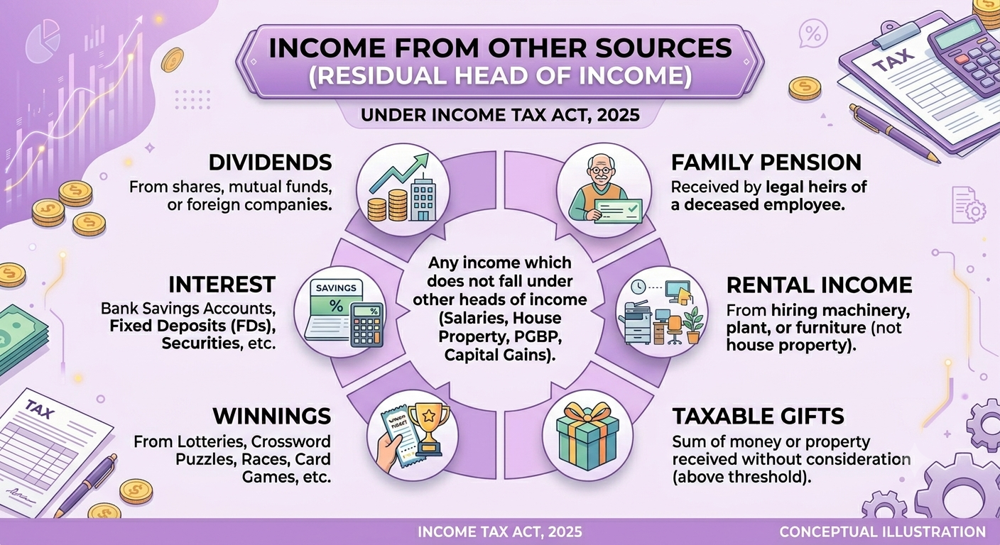 INCOME FROM OTHER SOURCES
(RESIDUAL HEAD OF INCOME)
UNDER INCOME TAX ACT, 2025
TAX
DIVIDENDS
From shares, mutual funds,
or foreign companies.
FAMILY PENSION
Received by legal heirs of
a deceased employee.
Any income which
does not fall under
other heads of income
(Salaries, House
Property, PGBP,
Capital Gains).
INTEREST
Bank Savings Accounts,
Fixed Deposits (FDs),
Securities, etc.
SAVINGS
%
%
RENTAL INCOME
From hiring machinery,
plant, or furniture (not
house property).
WINNINGS
From Lotteries, Crossword
Puzzles, Races, Card
Games, etc.
TAXABLE GIFTS
Sum of money or property
received without consideration
(above threshold).
TAX
INCOME TAX ACT, 2025
CONCEPTUAL ILLUSTRATION